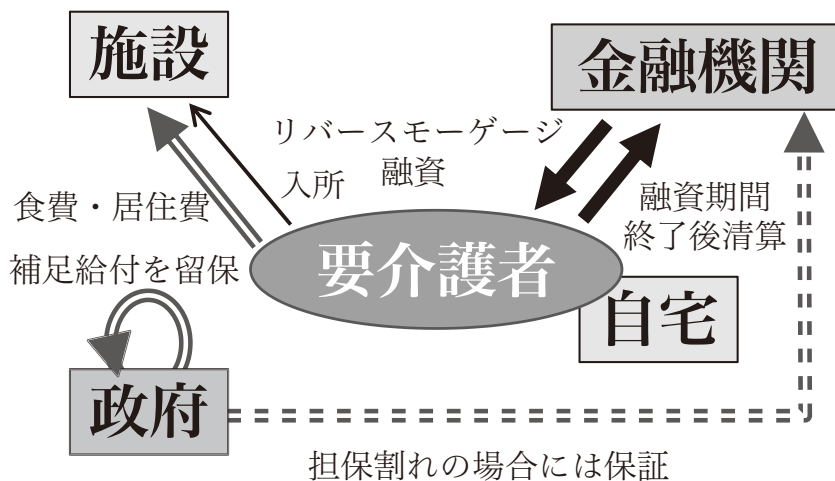 施設
金融機関
リバースモーゲージ
融資
入所
食費・居住費
融資期間
終了後清算
補足給付を留保
要介護者
自宅
政府
担保割れの場合には保証